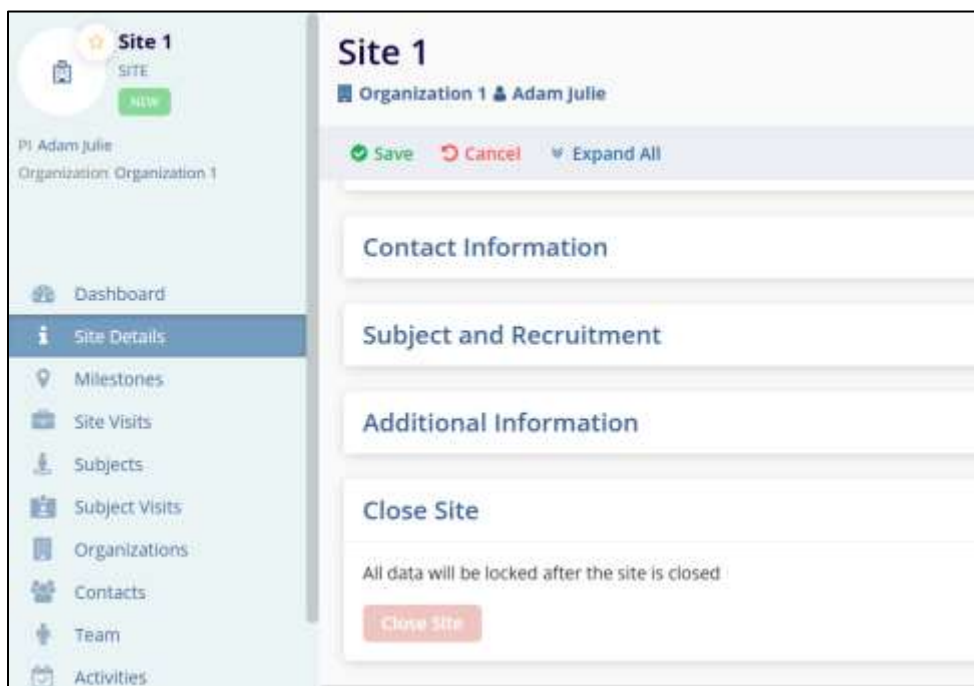 Site 1
SITE
NEW
PI Adam Julie
Organization Organization 1
Dashboard
Site Details
Milestones
Site Visits
Subjects
Subject Visits
Organizations
Contacts
Team
Activities
Site 1
Organization 1 Adam Julie
Save Cancel Expand All
Contact Information
Subject and Recruitment
Additional Information
Close Site
All data will be locked after the site is closed
Close Site